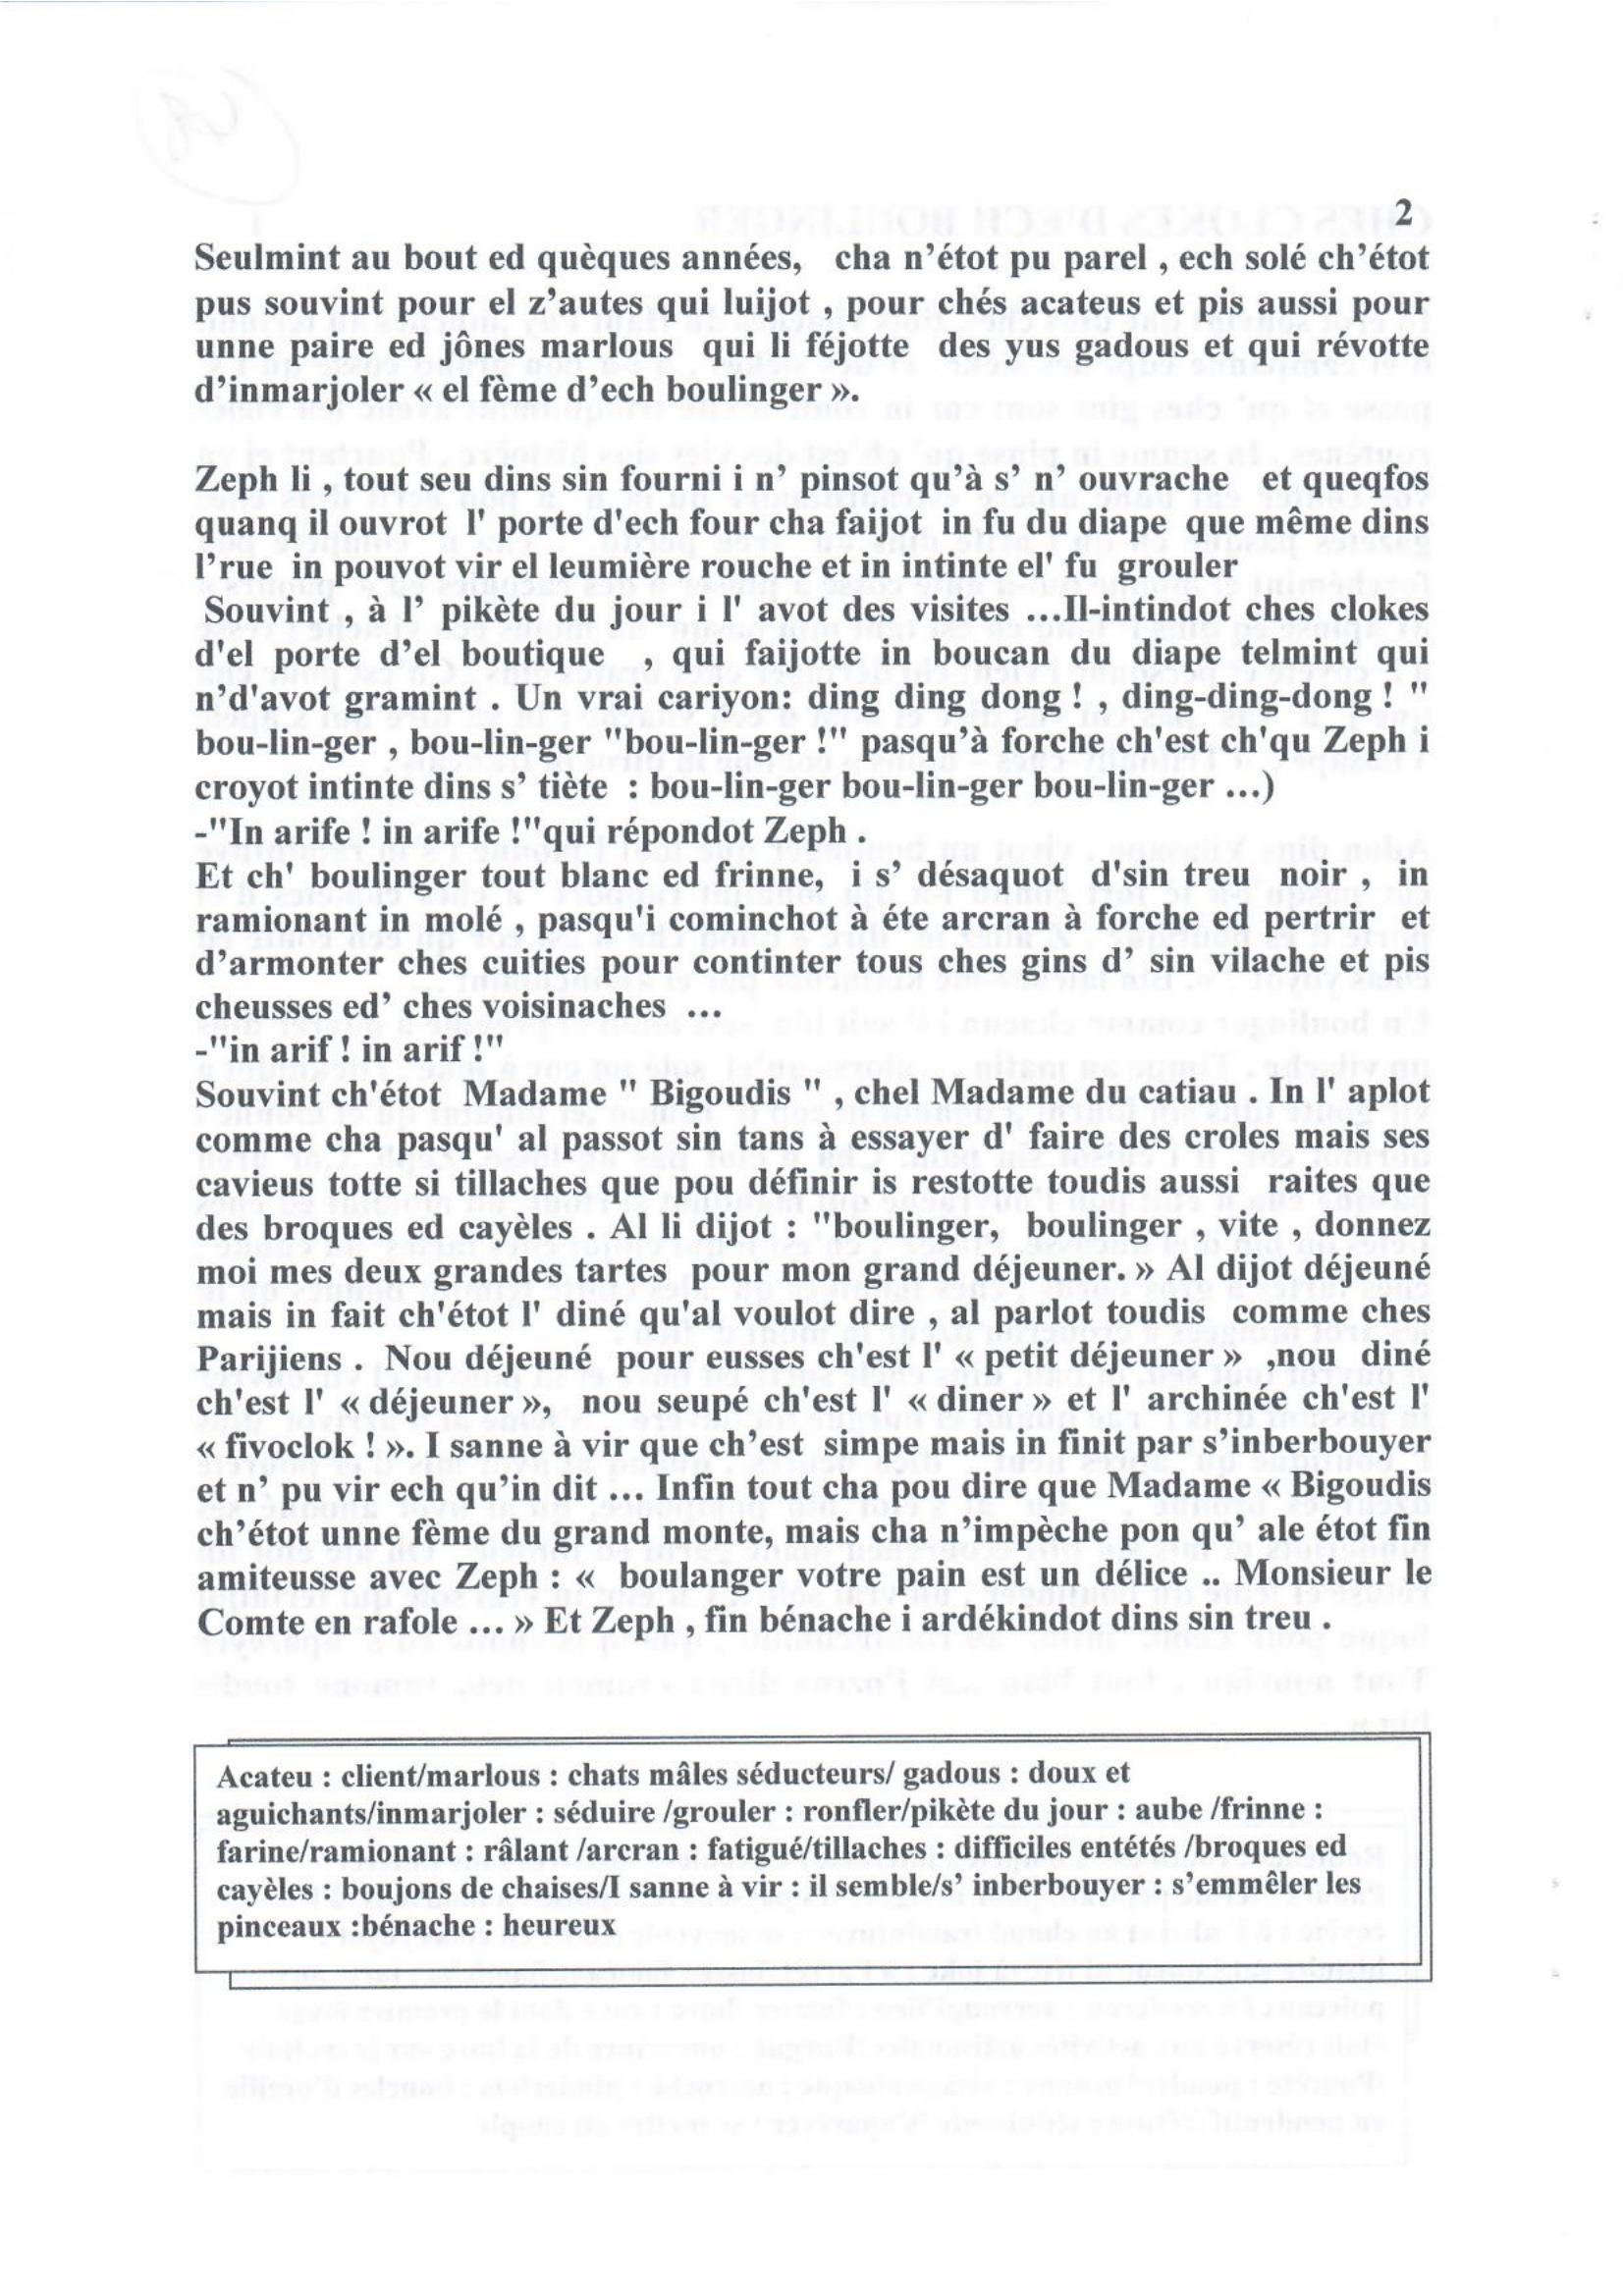 2
Seulmint au bout ed quèques années, cha n’étot pu parel , ech solé ch’étot
pus souvint pour el z’autes qui luijot , pour chés acateus et pis aussi pour
unne paire ed jônes marlous qui li féjotte des yus gadous et qui révotte
d’inmarjoler « el fème d’ech boulinger ».
Zeph li , tout seu dins sin fourni i n’ pinsot qu’à s’ n’ ouvrache et queqfos
quanq il ouvrot l' porte d'ech four cha faijot in fu du diape que même dins
l’rue in pouvot vir el leumière rouche et in intinte el' fu grouler
Souvint , à l’ pikète du jour i l' avot des visites ...Il-intindot ches clokes
d'el porte d’el boutique , qui faijotte in boucan du diape telmint qui
n’d'avot gramint . Un vrai cariyon: ding ding dong ! , ding-ding-dong ! "
bou-lin-ger , bou-lin-ger "bou-lin-ger !" pasqu’à forche ch'est ch'qu Zeph i
croyot intinte dins s’ tiète : bou-lin-ger bou-lin-ger bou-lin-ger ...)
-"In arife ! in arife !"qui répondot Zeph .
Et ch' boulinger tout blanc ed frinne, i s’ désaquot d'sin treu noir , in
ramionant in molé , pasqu'i cominchot à éte arcran à forche ed pertrir et
d’armonter ches cuities pour continter tous ches gins d’ sin vilache et pis
cheusses ed’ ches voisinaches ...
-"in arif ! in arif !"
Souvint ch'étot Madame " Bigoudis " , chel Madame du catiau . In l' aplot
comme cha pasqu' al passot sin tans à essayer d' faire des croles mais ses
cavieus totte si tillaches que pou définir is restotte toudis aussi raites que
des broques ed cayèles . Al li dijot : "boulinger, boulinger , vite , donnez
moi mes deux grandes tartes pour mon grand déjeuner. » Al dijot déjeuné
mais in fait ch'étot l' diné qu'al voulot dire , al parlot toudis comme ches
Parijiens . Nou déjeuné pour eusses ch'est l' « petit déjeuner » ,nou diné
ch'est l' « déjeuner », nou seupé ch'est l' « diner » et l' archinée ch'est l'
« fivoclok ! ». I sanne à vir que ch’est simpe mais in finit par s’inberbouyer
et n’ pu vir ech qu’in dit ... Infin tout cha pou dire que Madame « Bigoudis
ch’étot unne fème du grand monte, mais cha n’impèche pon qu’ ale étot fin
amiteusse avec Zeph : « boulanger votre pain est un délice .. Monsieur le
Comte en rafole ... » Et Zeph , fin bénache i ardékindot dins sin treu .
Acateu : client/marlous : chats mâles séducteurs/ gadous : doux et
aguichants/inmarjoler : séduire /grouler : ronfler/pikète du jour : aube /frinne :
farine/ramionant : râlant /arcran : fatigué/tillaches : difficiles entétés /broques ed
cayèles : boujons de chaises/I sanne à vir : il semble/s’ inberbouyer : s’emmêler les
pinceaux :bénache : heureux